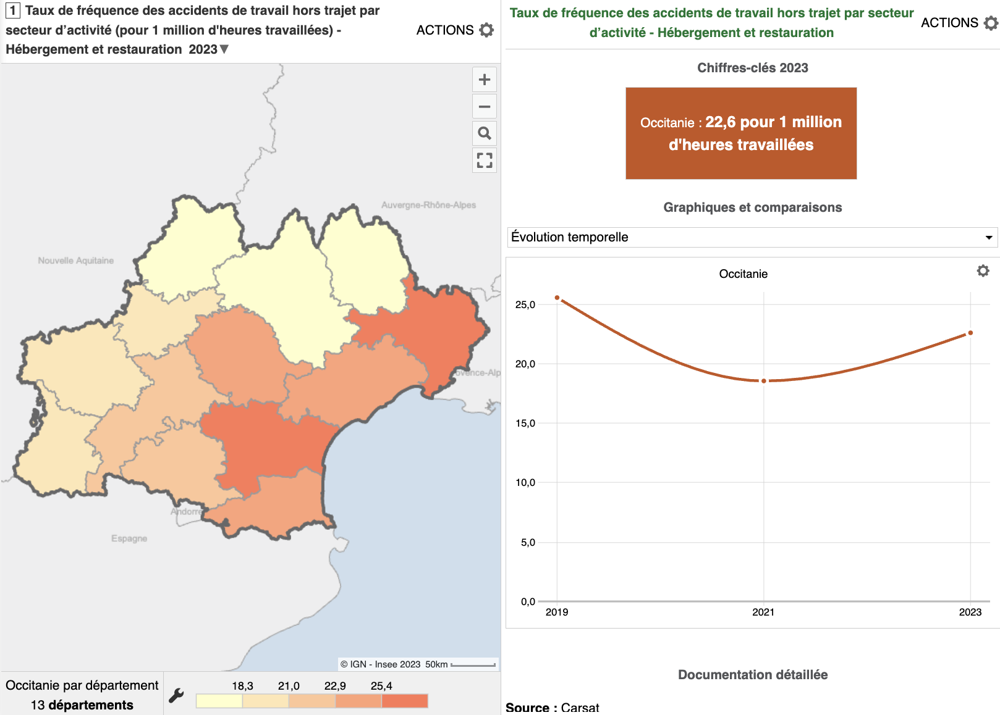 1 Taux de fréquence des accidents de travail hors trajet par
secteur d’activité (pour 1 million d'heures travaillées) -
Hébergement et restauration 2023▼
ACTIONS
Auvergne-Rhône-Alpes
Nouvelle Aquitaine
ovence-Alp
Andorre
Espagne
© IGN - Insee 2023 50km
Occitanie par département
13 départements
18,3 21,0 22,9 25,4
Taux de fréquence des accidents de travail hors trajet par secteur
d’activité - Hébergement et restauration
ACTIONS
Chiffres-clés 2023
Occitanie : 22,6 pour 1 million
d'heures travaillées
Graphiques et comparaisons
Évolution temporelle
Occitanie
25,0
20,0
15,0
10,0
5,0
0,0
2019 2021 2023
Documentation détaillée
Source : Carsat